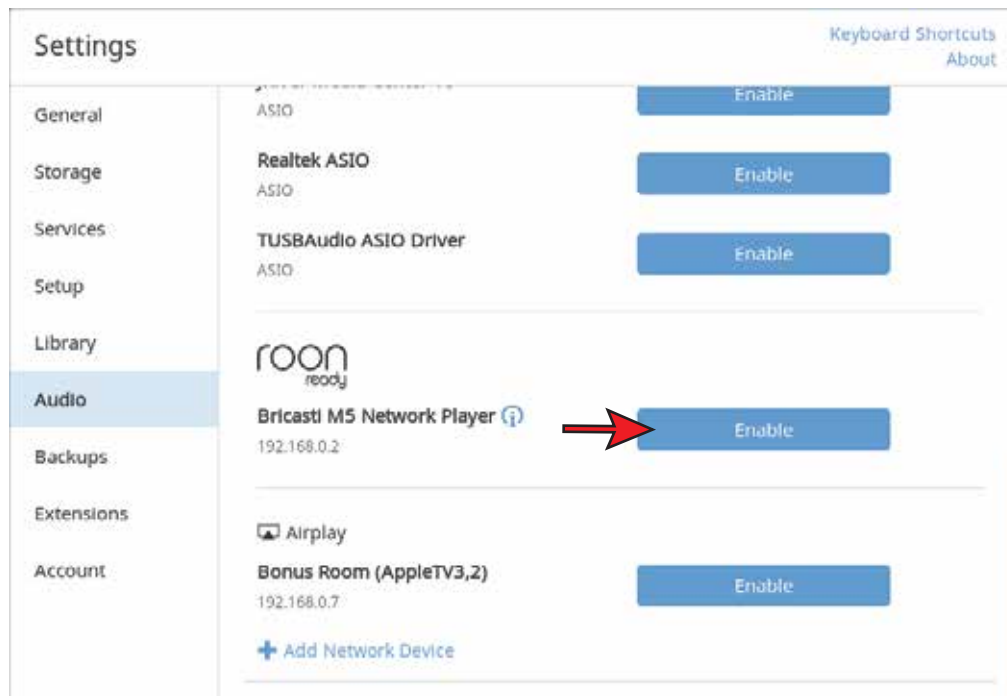 Settings
Keyboard Shortcuts
About
General
Storage
Services
Setup
Library
Audio
Backups
Extensions
Account
Enable
ASIO
Realtek ASIO
Enable
ASIO
TUSBAudio ASIO Driver
Enable
ASIO
roon
ready
Bricasti M5 Network Player
Enable
192.168.0.2
Airplay
Bonus Room (AppleTV3,2)
Enable
192.168.0.7
Add Network Device